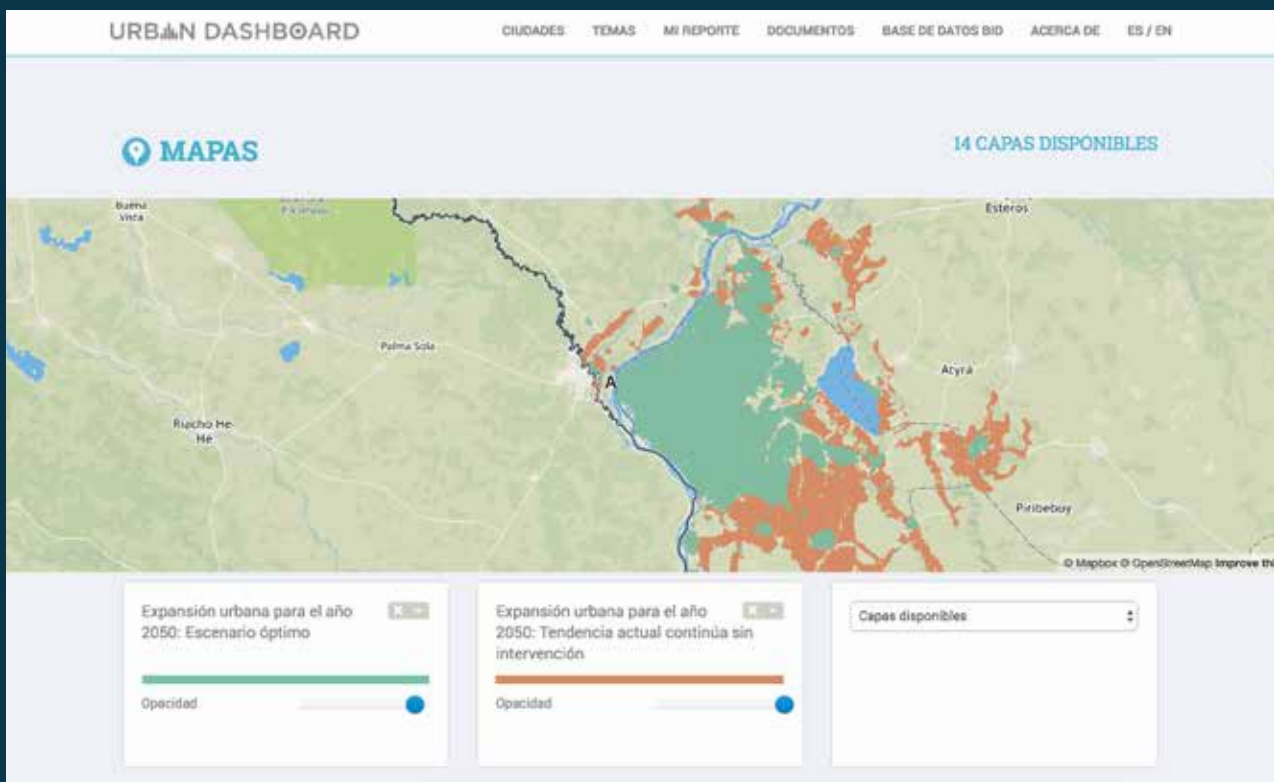 URBAN DASHBOARD
CIUDADES TEMAS MI REPORTE DOCUMENTOS BASE DE DATOS BID ACERCA DE ES / EN
MAPAS
14 CAPAS DISPONIBLES
Buena
Vista
Esteros
Palma Sola
A
Atyrá
Riacho He-
Hé
Piribebuy
© Mapbox © OpenStreetMap Improve thi
Expansión urbana para el año
2050: Escenario óptimo
Opacidad
Expansión urbana para el año
2050: Tendencia actual continúa sin
intervención
Opacidad
Capas disponibles